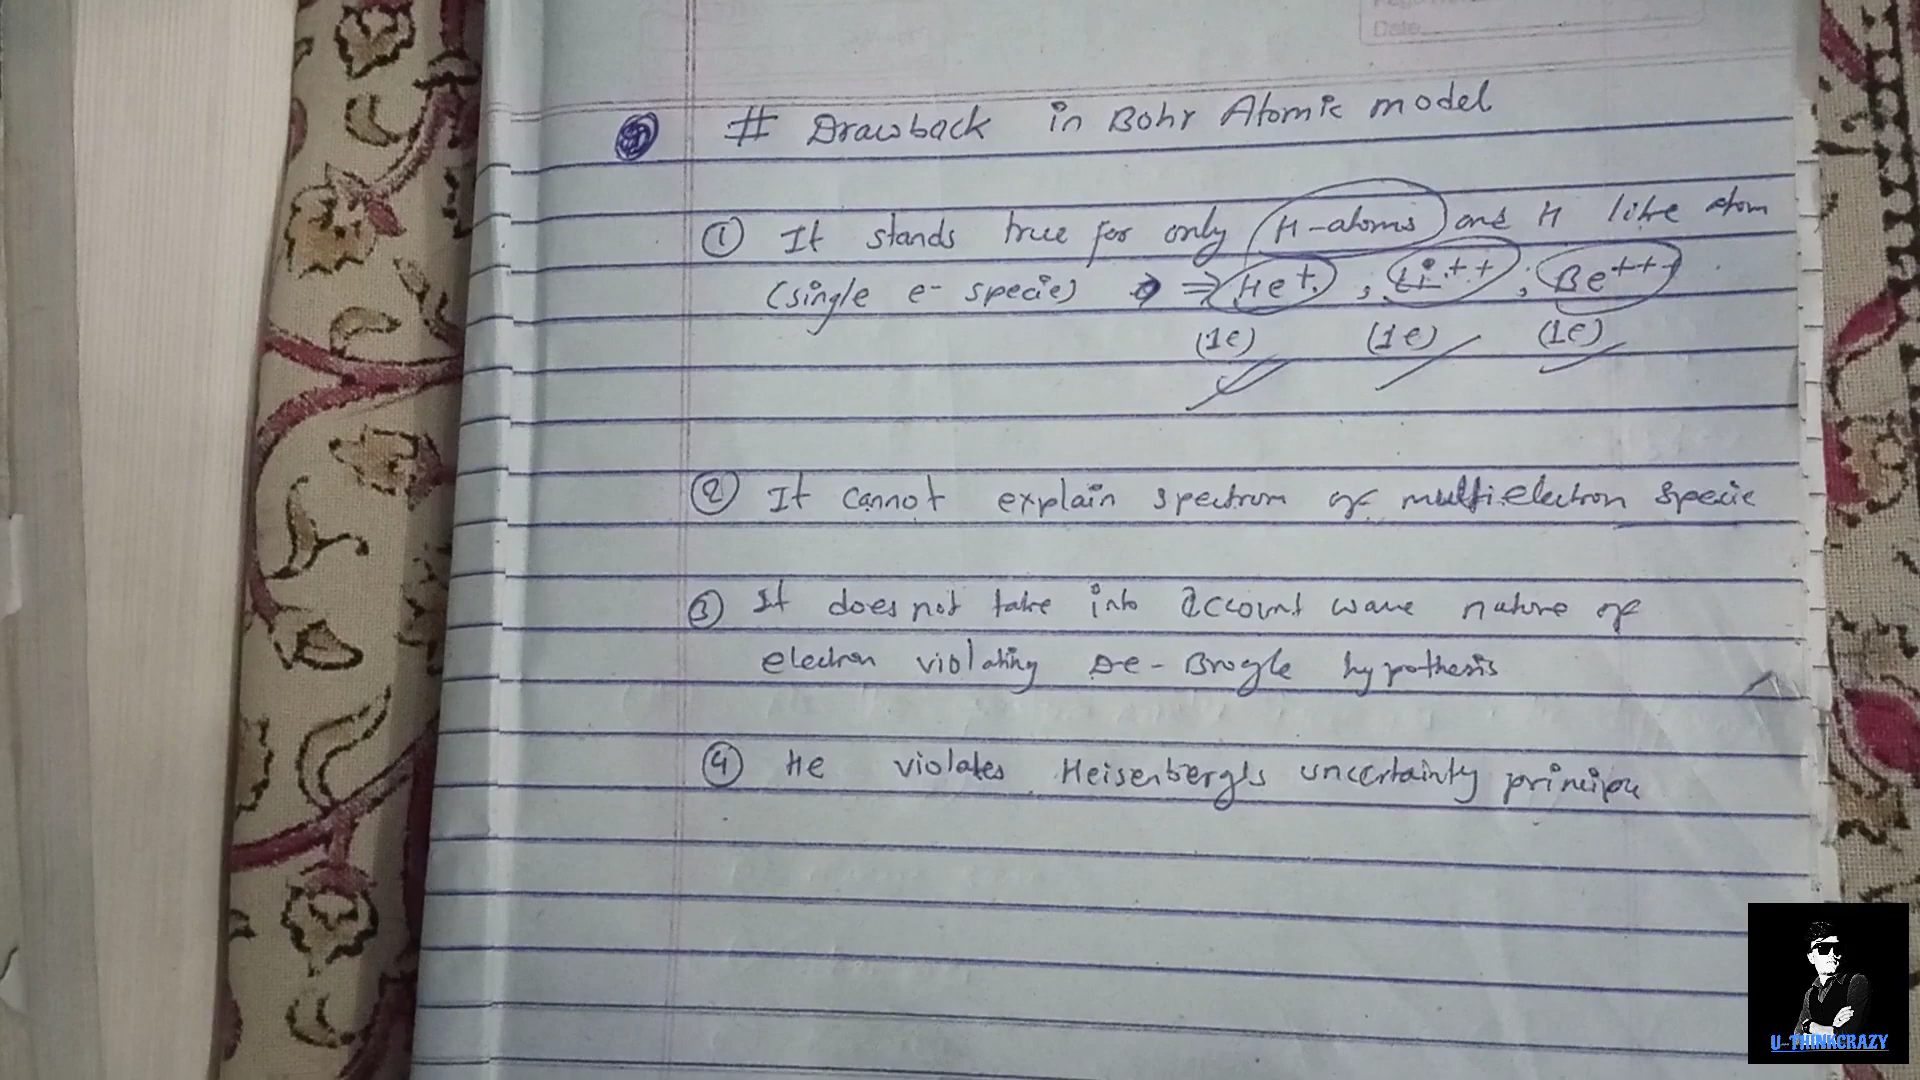 Date
# Drawback in Bohr Atomic model
① It stands true for only H-atoms and H like atom
(single e- specie) ⇒ He+, Li++, Be+++
(1e) (1e) (1e)
② It cannot explain spectrum of multielectron specie
③ It does not take into account wave nature of
electron violating De-Brogle hypothesis
④ He violates Heisenberg's uncertainty principle
U-THINKCRAZY